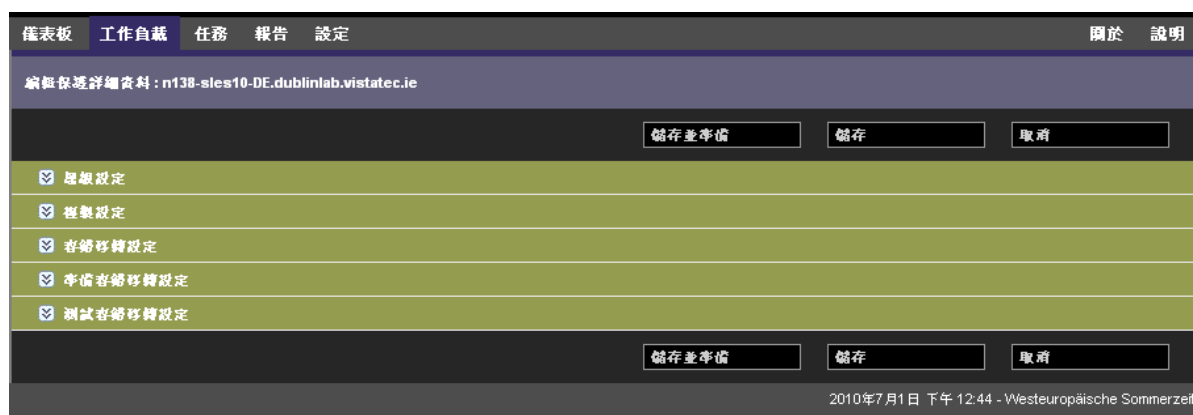 儀表板 工作負載 任務 報告 設定 關於 說明
編輯保護詳細資料 : n138-sles10-DE.dublinlab.vistatec.ie
儲存並準備 儲存 取消
層級設定
複製設定
容錯移轉設定
準備容錯移轉設定
測試容錯移轉設定
儲存並準備 儲存 取消
2010年7月1日 下午 12:44 - Westeuropäische Sommerzeit